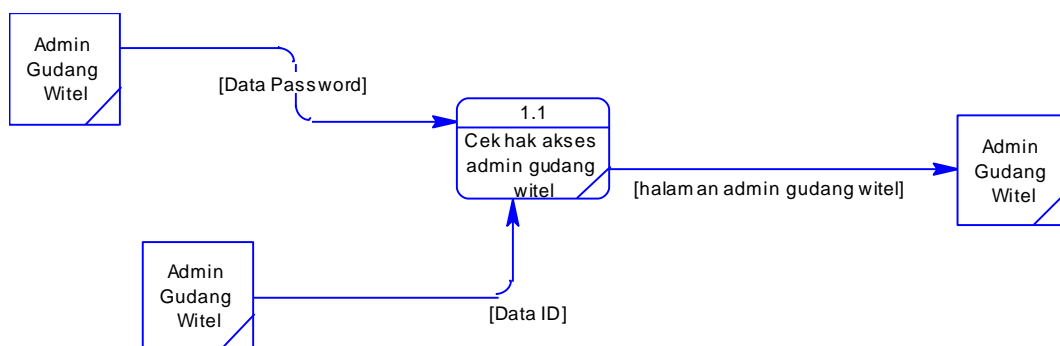 Admin
Gudang
Witel
[Data Password]
1.1
Cek hak akses
admin gudang
witel
[halaman admin gudang witel]
Admin
Gudang
Witel
Admin
Gudang
Witel
[Data ID]